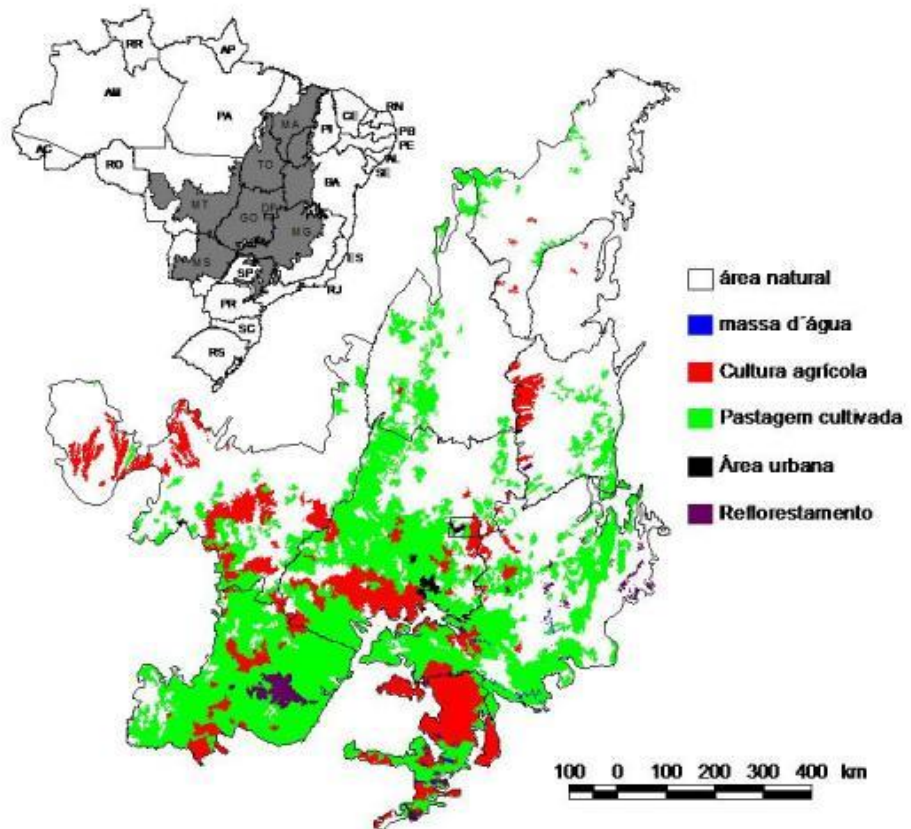 RR
AP
AM
PA
MA
CE
RN
PI
PB
PE
AC
AL
RO
TO
SE
BA
MT
DF
GO
MG
MS
ES
SP
RJ
PR
SC
RS
área natural
massa d´água
Cultura agrícola
Pastagem cultivada
Área urbana
Reflorestamento
100 0 100 200 300 400 km